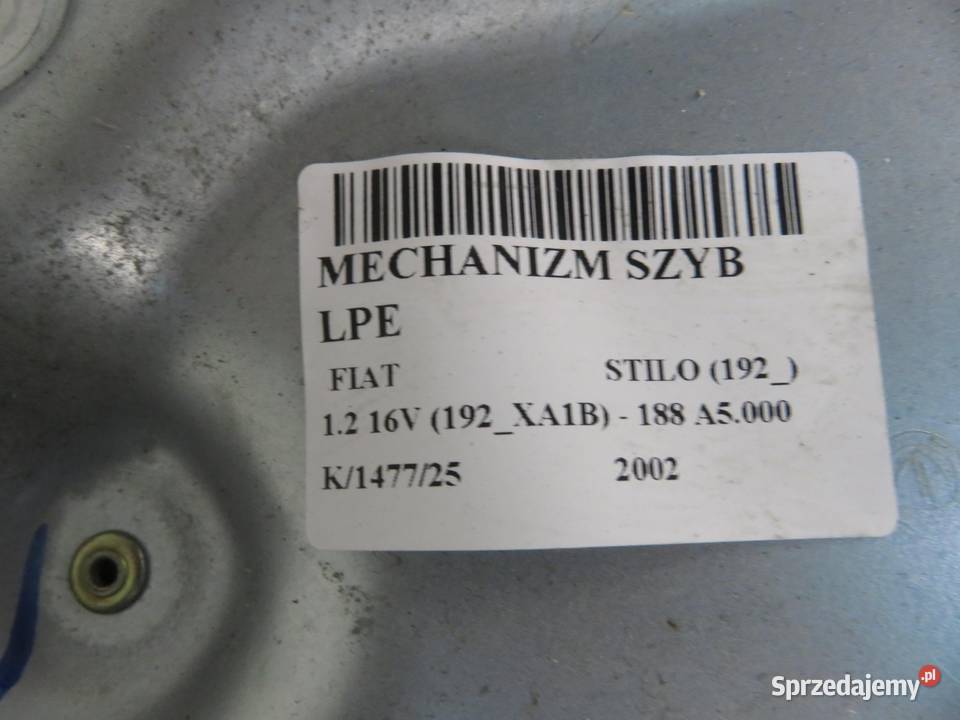 MECHANIZM SZYB
LPE
FIAT STILO (192_)
1.2 16V (192_XA1B) - 188 A5.000
K/1477/25 2002
Sprzedajemy.pl